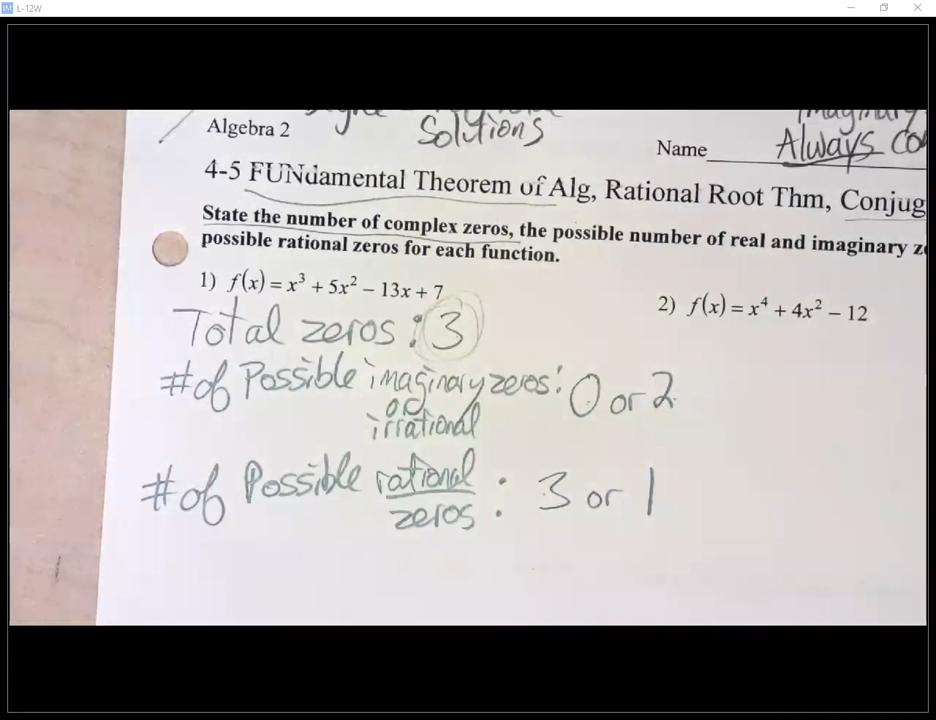 L-12W
Solutions
Algebra 2
Name
Always
4-5 FUNdamental Theorem of Alg, Rational Root Thm, Conjug
State the number of complex zeros, the possible number of real and imaginary z
possible rational zeros for each function.
1) f(x) = x³ + 5x² − 13x + 7
2) f(x) = x⁴ + 4x² − 12
Total zeros : 3
# of Possible imaginary zeros: 0 or 2
or
irrational
# of Possible rational : 3 or 1
zeros